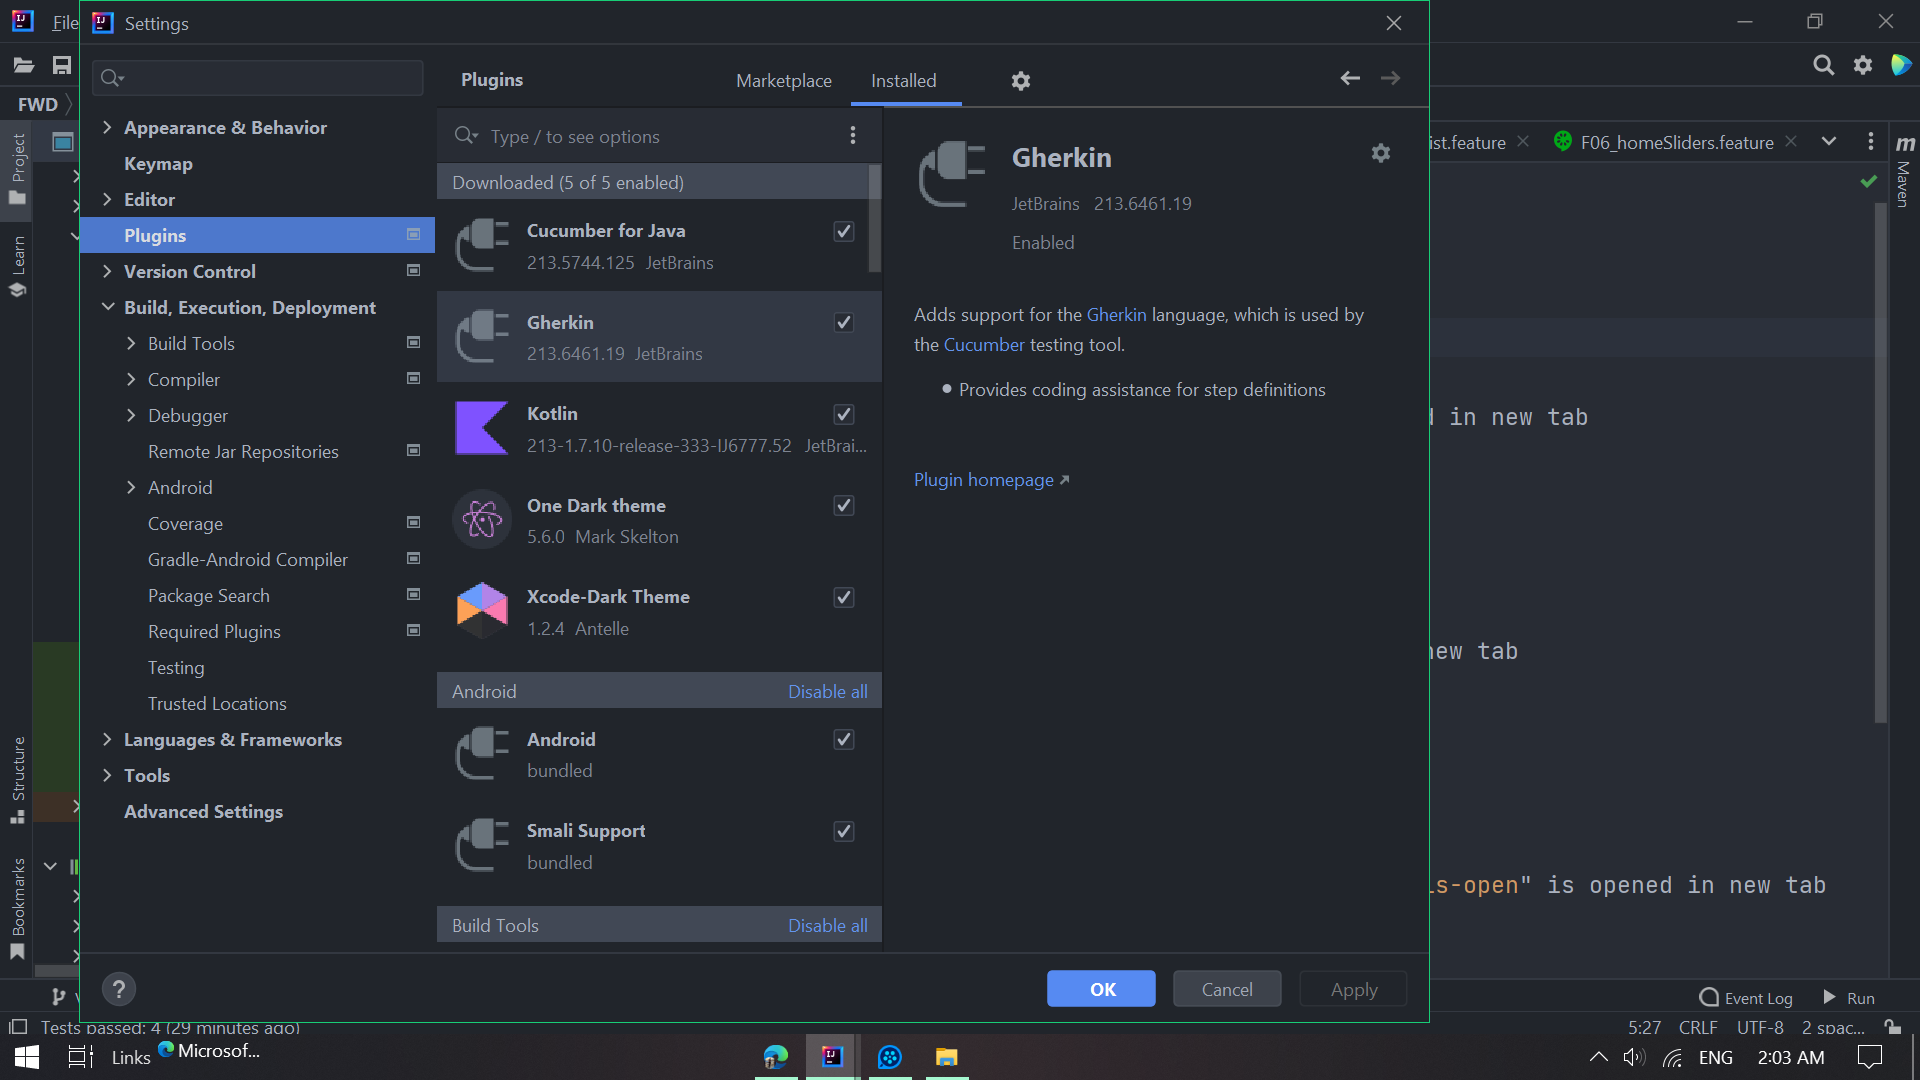 File
Settings
FWD
Plugins
Marketplace
Installed
Type / to see options
Downloaded (5 of 5 enabled)
Appearance & Behavior
Keymap
Editor
Plugins
Version Control
Build, Execution, Deployment
Build Tools
Compiler
Debugger
Remote Jar Repositories
Android
Coverage
Gradle-Android Compiler
Package Search
Required Plugins
Testing
Trusted Locations
Languages & Frameworks
Tools
Advanced Settings
Cucumber for Java
213.5744.125 JetBrains
Gherkin
213.6461.19 JetBrains
Kotlin
213-1.7.10-release-333-IJ6777.52 JetBrai...
One Dark theme
5.6.0 Mark Skelton
Xcode-Dark Theme
1.2.4 Antelle
Android Disable all
Android
bundled
Smali Support
bundled
Build Tools Disable all
Gherkin
JetBrains 213.6461.19
Enabled
Adds support for the Gherkin language, which is used by
the Cucumber testing tool.
Provides coding assistance for step definitions
Plugin homepage
?
OK
Cancel
Apply
ist.feature
F06_homeSliders.feature
in new tab
new tab
s-open" is opened in new tab
Project
Learn
Structure
Bookmarks
m
Maven
Event Log
Run
Tests passed: 4 (29 minutes ago)
5:27 CRLF UTF-8 2 spac...
Links
Microsof...
ENG
2:03 AM